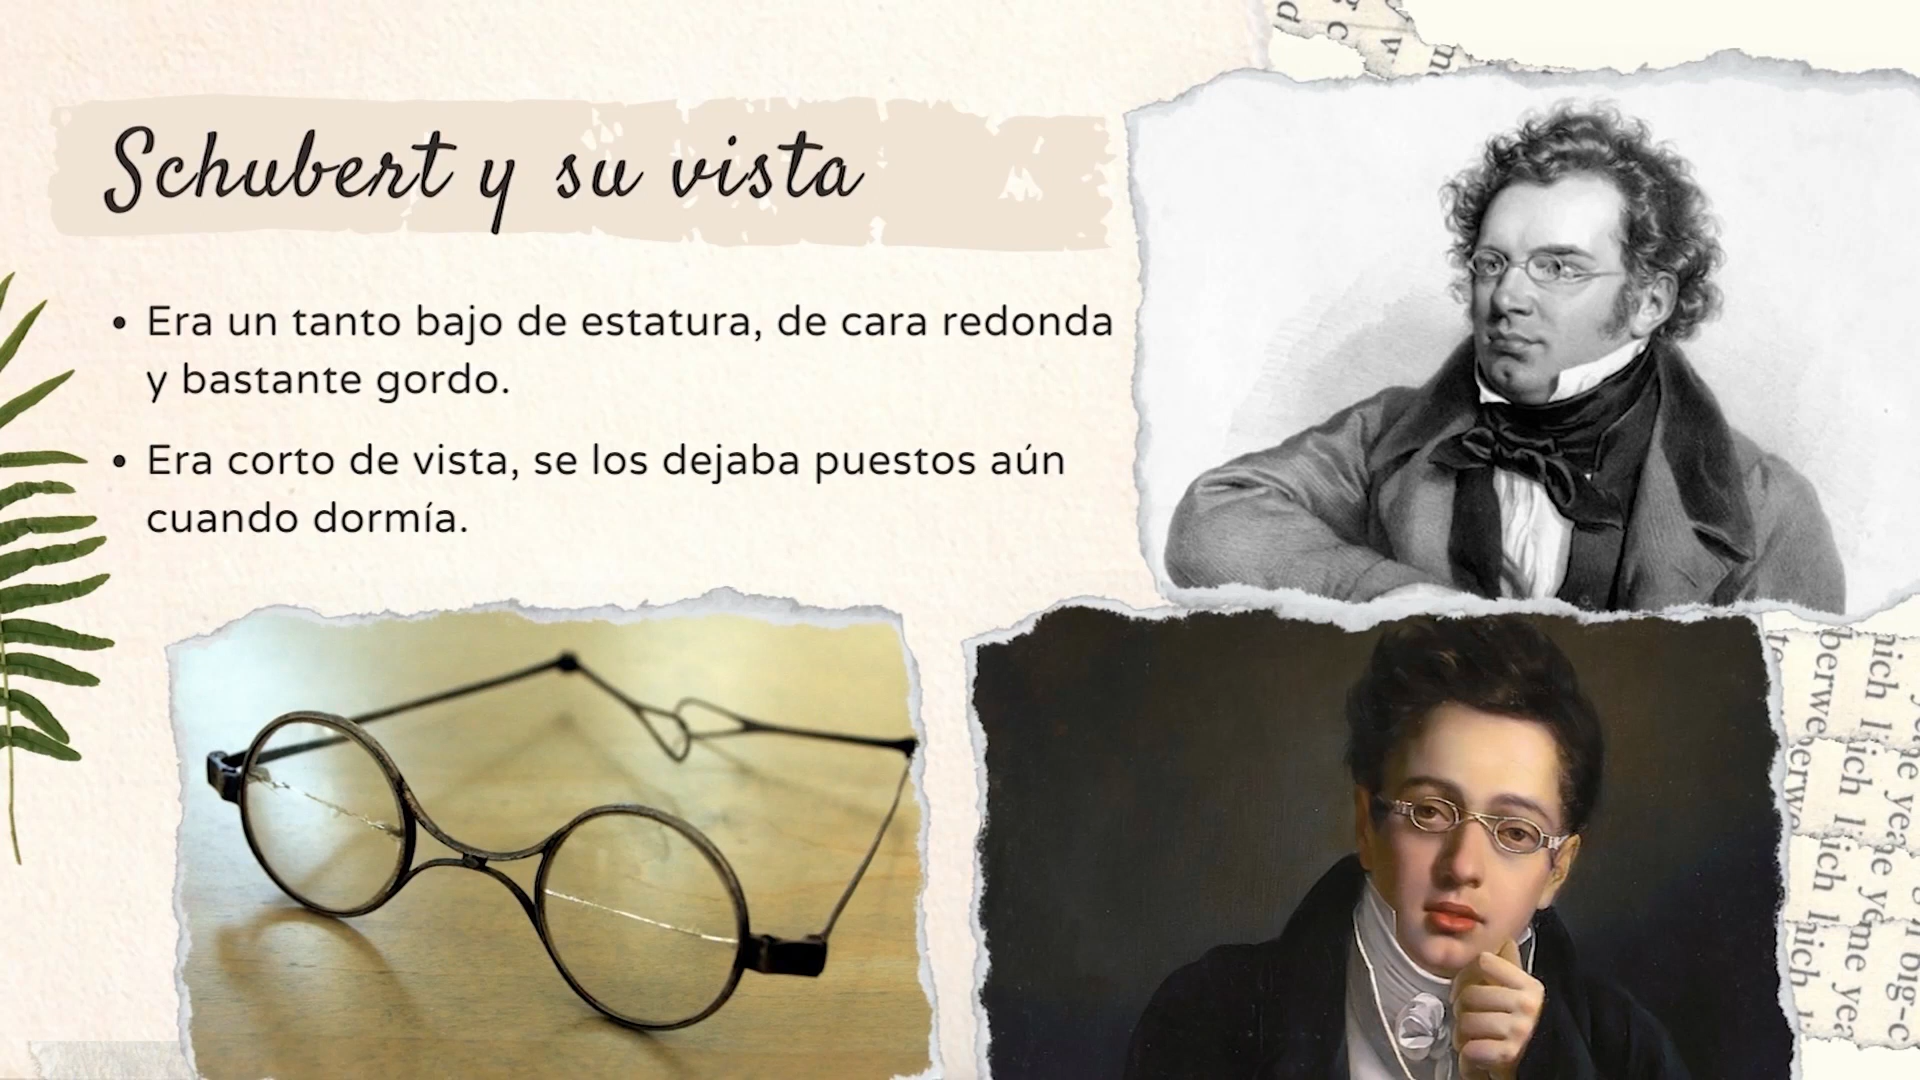 Schubert y su vista
• Era un tanto bajo de estatura, de cara redonda
y bastante gordo.
• Era corto de vista, se los dejaba puestos aún
cuando dormía.